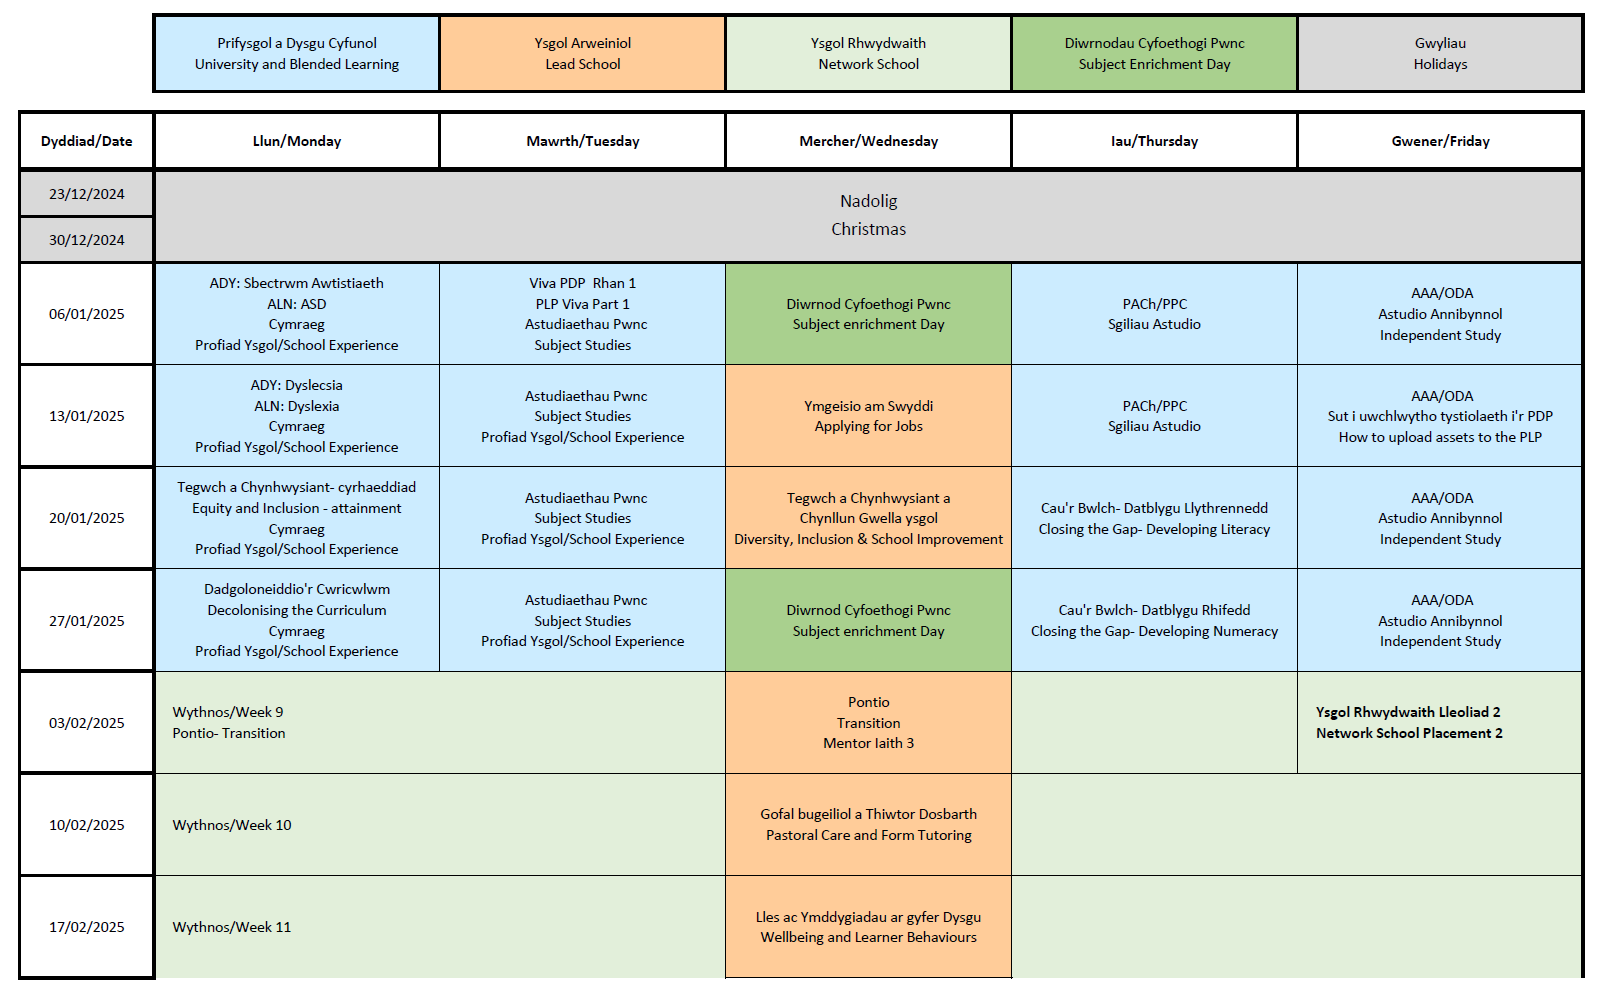 Prifysgol a Dysgu Cyfunol
University and Blended Learning
Ysgol Arweiniol
Lead School
Ysgol Rhwydwaith
Network School
Diwrnodau Cyfoethogi Pwnc
Subject Enrichment Day
Gwyliau
Holidays
Dyddiad/Date
Llun/Monday
Mawrth/Tuesday
Mercher/Wednesday
Iau/Thursday
Gwener/Friday
23/12/2024
30/12/2024
Nadolig
Christmas
06/01/2025
ADY: Sbectrwm Awtistiaeth
ALN: ASD
Cymraeg
Profiad Ysgol/School Experience
Viva PDP  Rhan 1
PLP Viva Part 1
Astudiaethau Pwnc
Subject Studies
Diwrnod Cyfoethogi Pwnc
Subject enrichment Day
PACh/PPC
Sgiliau Astudio
AAA/ODA
Astudio Annibynnol
Independent Study
13/01/2025
ADY: Dyslecsia
ALN: Dyslexia
Cymraeg
Profiad Ysgol/School Experience
Astudiaethau Pwnc
Subject Studies
Profiad Ysgol/School Experience
Ymgeisio am Swyddi
Applying for Jobs
PACh/PPC
Sgiliau Astudio
AAA/ODA
Sut i uwchlwytho tystiolaeth i'r PDP
How to upload assets to the PLP
20/01/2025
Tegwch a Chynhwysiant- cyrhaeddiad
Equity and Inclusion - attainment
Cymraeg
Profiad Ysgol/School Experience
Astudiaethau Pwnc
Subject Studies
Profiad Ysgol/School Experience
Tegwch a Chynhwysiant a
Chynllun Gwella ysgol
Diversity, Inclusion & School Improvement
Cau'r Bwlch- Datblygu Llythrennedd
Closing the Gap- Developing Literacy
AAA/ODA
Astudio Annibynnol
Independent Study
27/01/2025
Dadgoloneiddio'r Cwricwlwm
Decolonising the Curriculum
Cymraeg
Profiad Ysgol/School Experience
Astudiaethau Pwnc
Subject Studies
Profiad Ysgol/School Experience
Diwrnod Cyfoethogi Pwnc
Subject enrichment Day
Cau'r Bwlch- Datblygu Rhifedd
Closing the Gap- Developing Numeracy
AAA/ODA
Astudio Annibynnol
Independent Study
03/02/2025
Wythnos/Week 9
Pontio- Transition
Pontio
Transition
Mentor Iaith 3
Ysgol Rhwydwaith Lleoliad 2
Network School Placement 2
10/02/2025
Wythnos/Week 10
Gofal bugeiliol a Thiwtor Dosbarth
Pastoral Care and Form Tutoring
17/02/2025
Wythnos/Week 11
Lles ac Ymddygiadau ar gyfer Dysgu
Wellbeing and Learner Behaviours